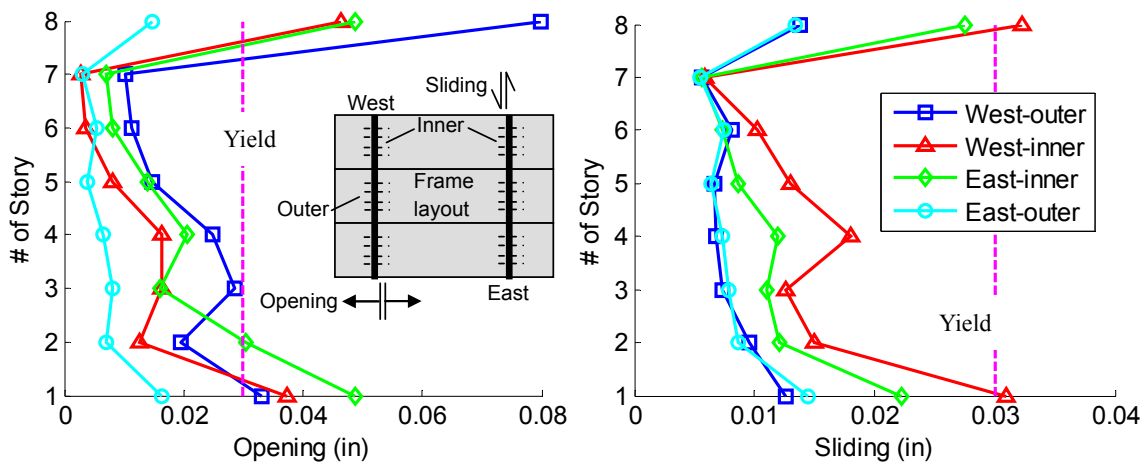 8
7
6
5
4
3
2
1
# of Story
0
0.02
0.04
0.06
0.08
Opening (in)
Yield
West
Sliding
Inner
Outer
Frame
layout
Opening
East
8
7
6
5
4
3
2
1
# of Story
0
0.01
0.02
0.03
0.04
Sliding (in)
Yield
West-outer
West-inner
East-inner
East-outer